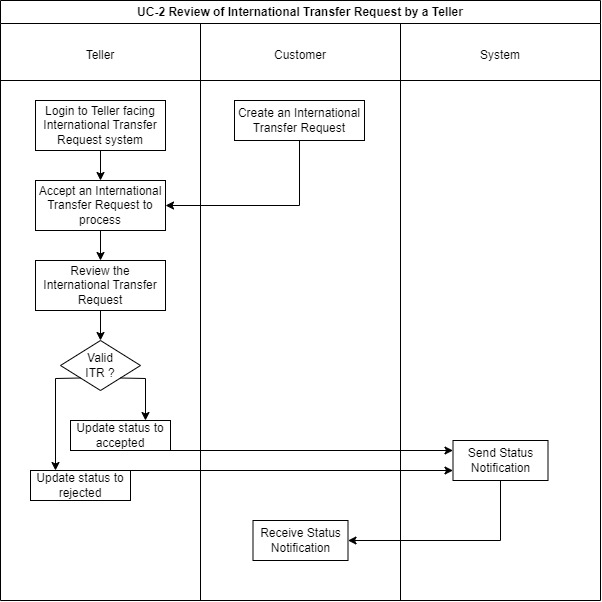 UC-2 Review of International Transfer Request by a Teller
Teller
Customer
System
Login to Teller facing
International Transfer
Request system
Create an International
Transfer Request
Accept an International
Transfer Request to
process
Review the
International Transfer
Request
Valid
ITR ?
Update status to
accepted
Send Status
Notification
Update status to
rejected
Receive Status
Notification